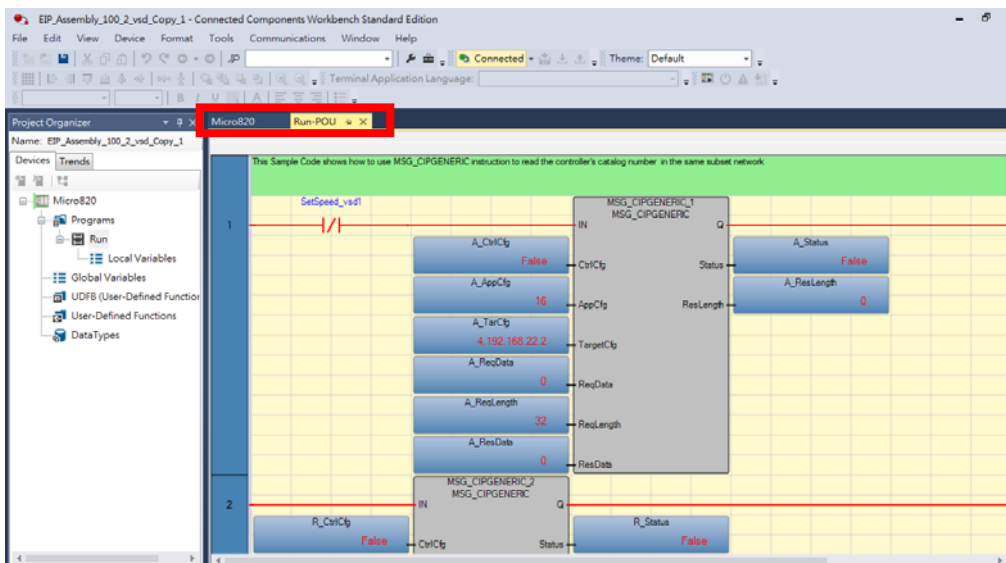 EIP_Assembly_100_2_vsd_Copy_1 - Connected Components Workbench Standard Edition
File Edit View Device Format Tools Communications Window Help
Connected Theme: Default
Terminal Application Language:
B I U A
Project Organizer
Micro820 Run-POU
Name: EIP_Assembly_100_2_vsd_Copy_1
Devices Trends
Micro820
Programs
Run
Local Variables
Global Variables
UDFB (User-Defined Function
User-Defined Functions
DataTypes
This Sample Code shows how to use MSG_CIPGENERIC instruction to read the controller's catalog number in the same subset network
1
SetSpeed_vsd1
MSG_CIPGENERIC_1
MSG_CIPGENERIC
IN Q
A_CtrlCfg
False
CtrlCfg
Status
A_Status
False
A_AppCfg
16
AppCfg
ResLength
A_ResLength
0
A_TarCfg
4,192.168.22.2
TargetCfg
A_ReqData
0
ReqData
A_ReqLength
32
ReqLength
A_ResData
0
ResData
2
MSG_CIPGENERIC_2
MSG_CIPGENERIC
IN Q
R_CtrlCfg
False
CtrlCfg
Status
R_Status
False